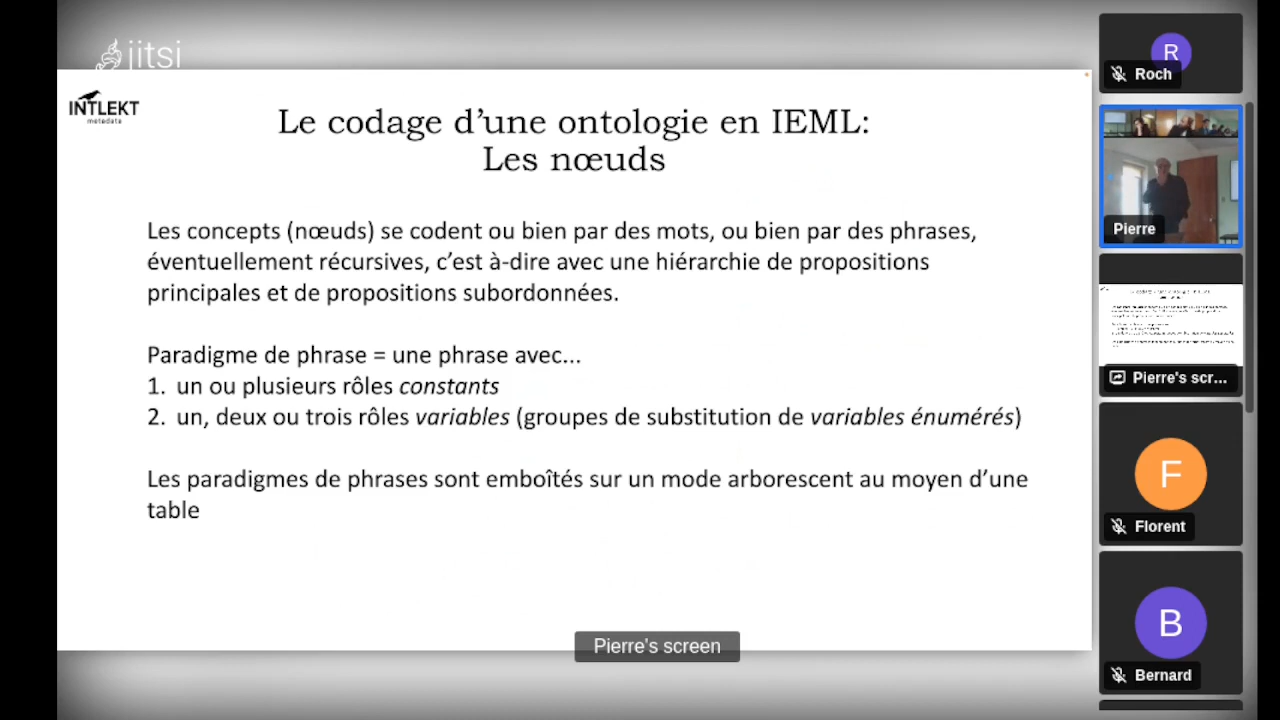 jitsi
INTLEKT
metadata
Le codage d’une ontologie en IEML:
Les nœuds
Les concepts (nœuds) se codent ou bien par des mots, ou bien par des phrases,
éventuellement récursives, c’est à-dire avec une hiérarchie de propositions
principales et de propositions subordonnées.
Paradigme de phrase = une phrase avec...
1. un ou plusieurs rôles constants
2. un, deux ou trois rôles variables (groupes de substitution de variables énumérés)
Les paradigmes de phrases sont emboîtés sur un mode arborescent au moyen d’une
table
Pierre's screen
R
Roch
Pierre
Pierre's scr...
F
Florent
B
Bernard